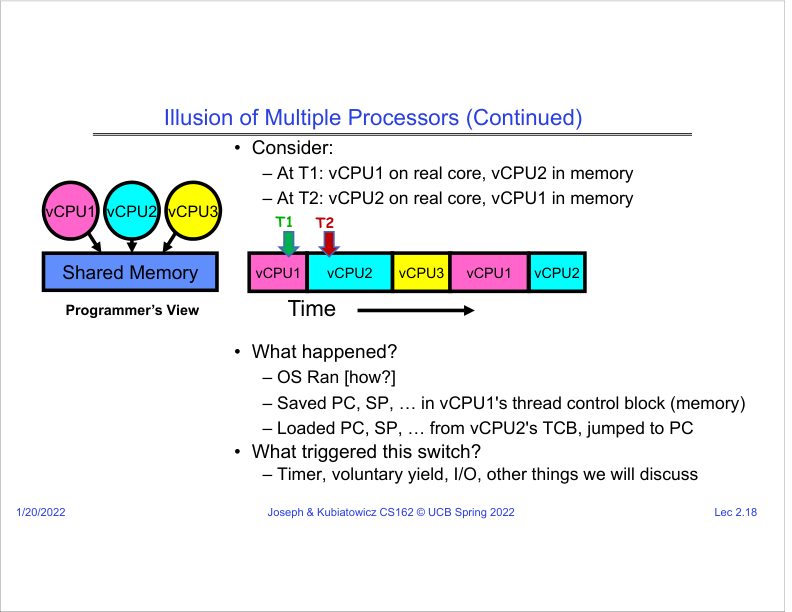 Illusion of Multiple Processors (Continued)
• Consider:
– At T1: vCPU1 on real core, vCPU2 in memory
– At T2: vCPU2 on real core, vCPU1 in memory
vCPU1 vCPU2 vCPU3
Shared Memory
Programmer's View
T1 T2
vCPU1 vCPU2 vCPU3 vCPU1 vCPU2
Time
• What happened?
– OS Ran [how?]
– Saved PC, SP, … in vCPU1's thread control block (memory)
– Loaded PC, SP, … from vCPU2's TCB, jumped to PC
• What triggered this switch?
– Timer, voluntary yield, I/O, other things we will discuss
1/20/2022 Joseph & Kubiatowicz CS162 © UCB Spring 2022 Lec 2.18